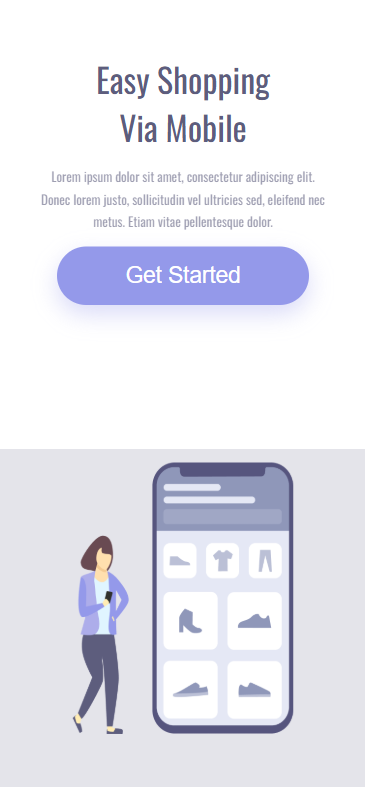 Easy Shopping
Via Mobile
Lorem ipsum dolor sit amet, consectetur adipiscing elit.
Donec lorem justo, sollicitudin vel ultricies sed, eleifend nec
metus. Etiam vitae pellentesque dolor.
Get Started